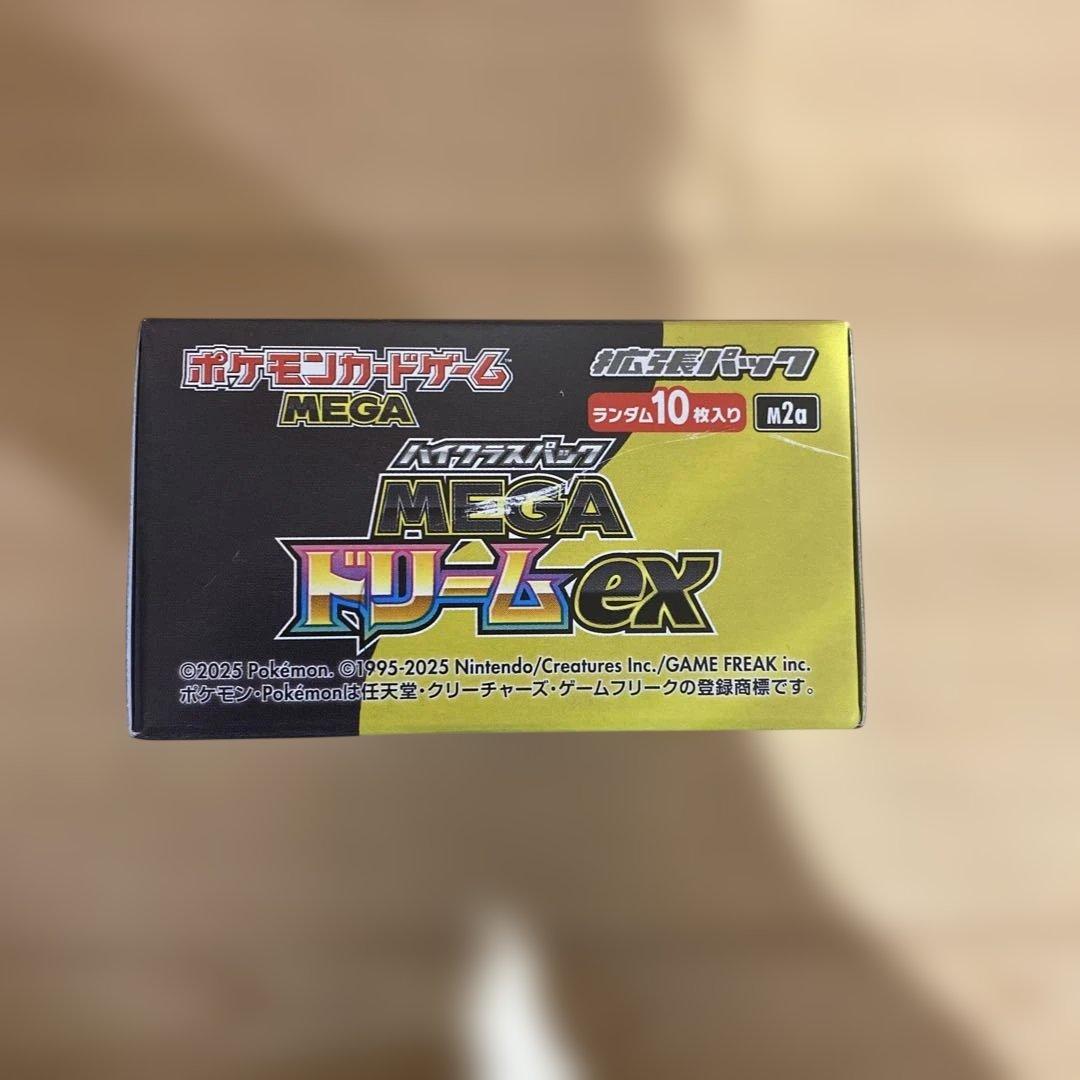 ポケモンカードゲーム™
MEGA
拡張パック
ランダム10枚入り
M2a
ハイクラスパック
MEGA
ドリームex
©2025 Pokémon. ©1995-2025 Nintendo/Creatures Inc./GAME FREAK inc.
ポケモン・Pokémonは任天堂・クリーチャーズ・ゲームフリークの登録商標です。